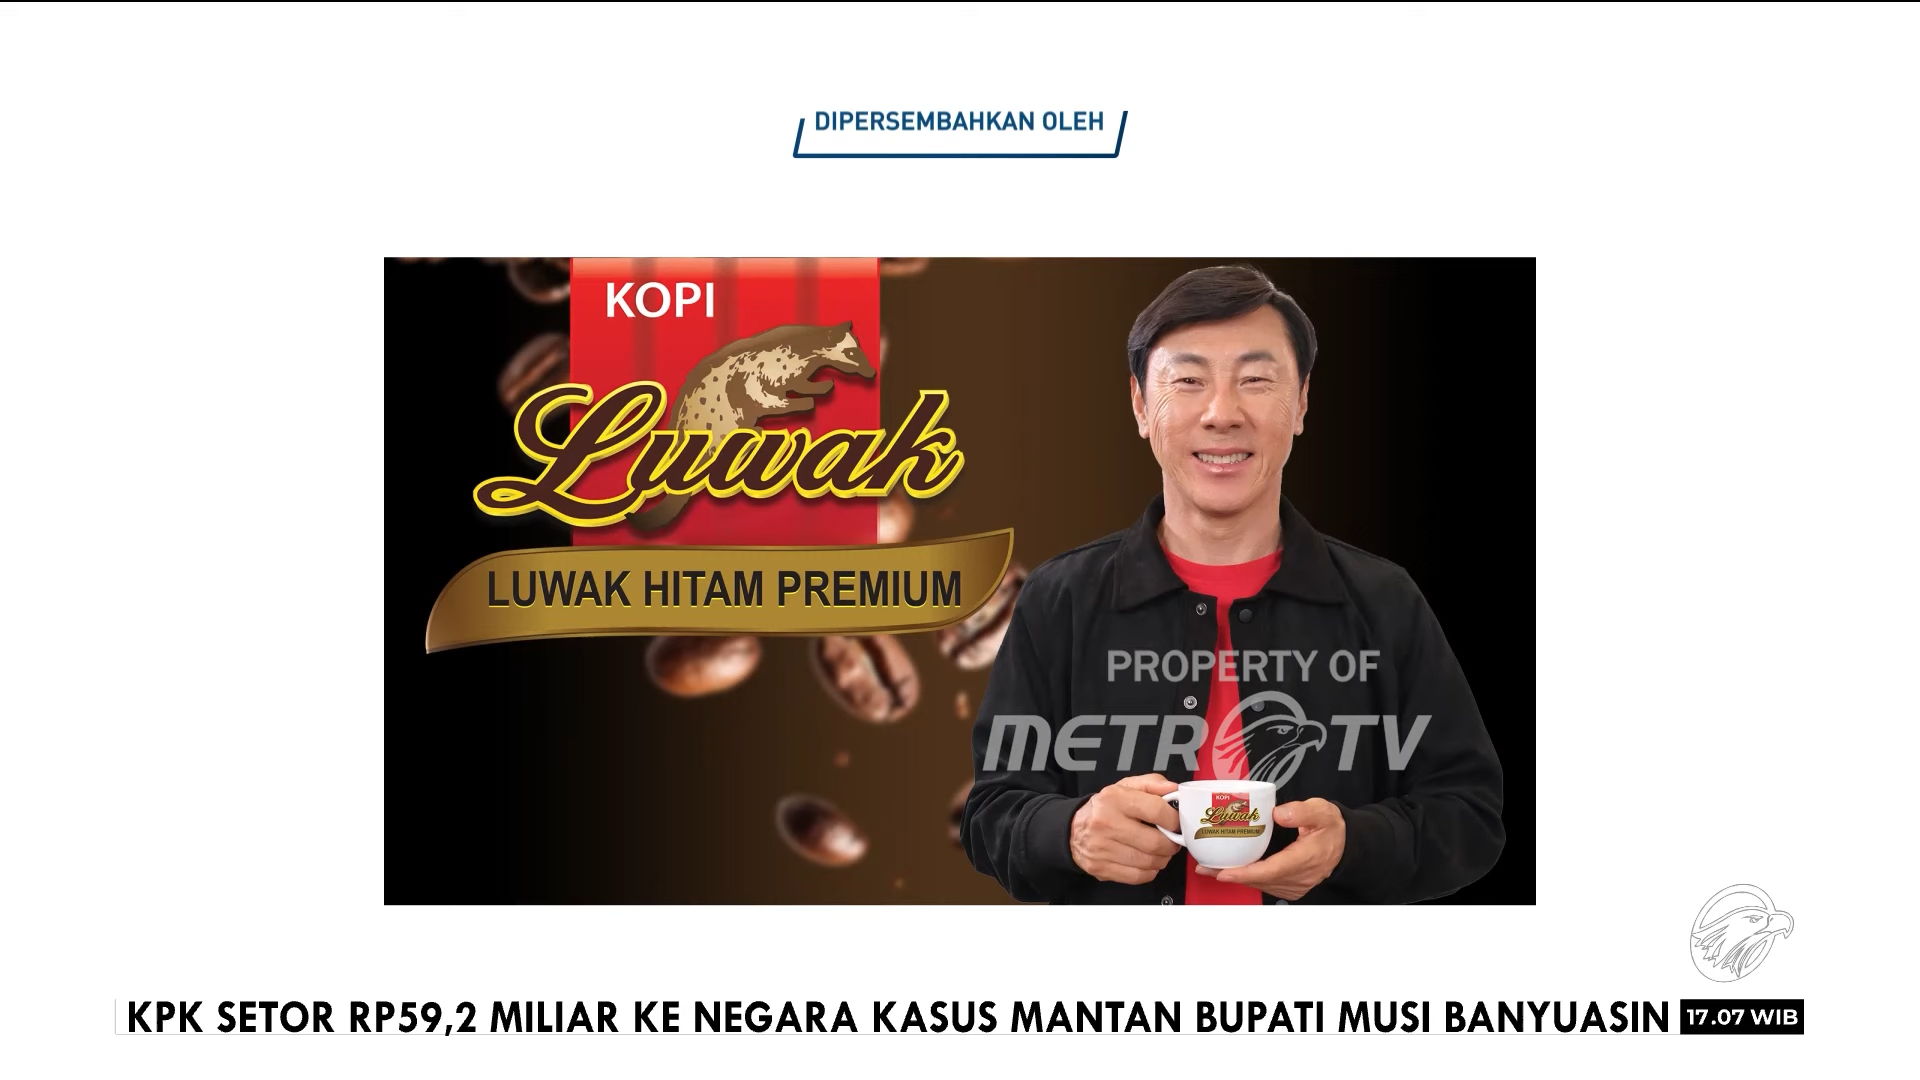 DIPERSEMBAHKAN OLEH
KOPI
Luwak
LUWAK HITAM PREMIUM
PROPERTY OF
METRO TV
KOPI
Luwak
LUWAK HITAM PREMIUM
KPK SETOR RP59,2 MILIAR KE NEGARA KASUS MANTAN BUPATI MUSI BANYUASIN
17.07 WIB